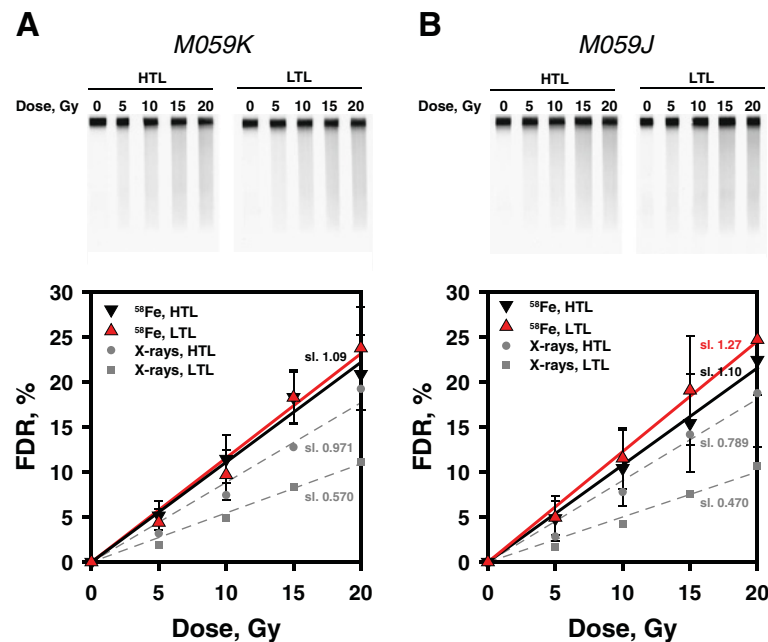 A
M059K
HTL LTL
Dose, Gy 0 5 10 15 20 0 5 10 15 20
30
25
20
15
10
5
0
FDR, %
58Fe, HTL
58Fe, LTL
X-rays, HTL
X-rays, LTL
sl. 1.09
sl. 0.971
sl. 0.570
0 5 10 15 20
Dose, Gy
B
M059J
HTL LTL
Dose, Gy 0 5 10 15 20 0 5 10 15 20
30
25
20
15
10
5
0
FDR, %
58Fe, HTL
58Fe, LTL
X-rays, HTL
X-rays, LTL
sl. 1.27
sl. 1.10
sl. 0.789
sl. 0.470
0 5 10 15 20
Dose, Gy